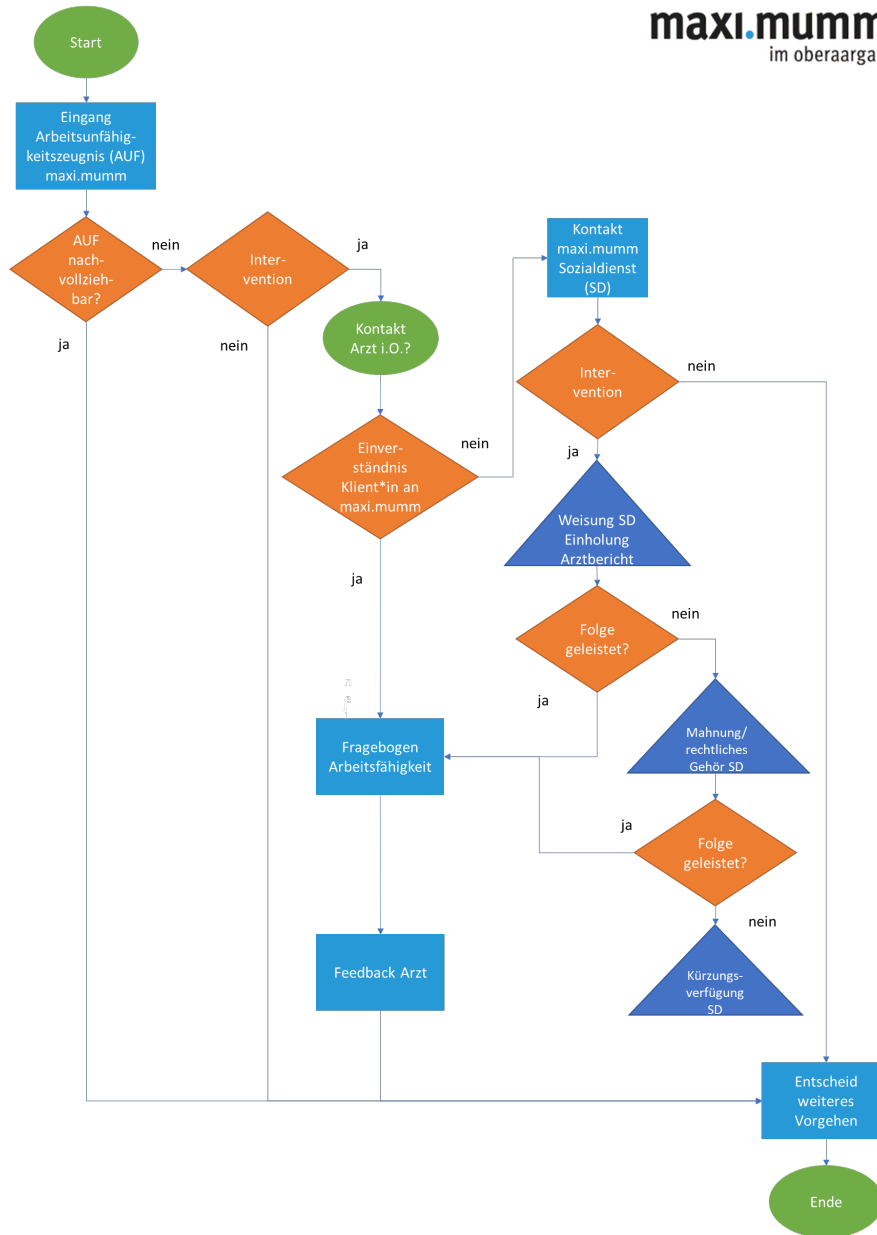 maxi.mumm
im oberaarga
Start
Eingang
Arbeitsunfähig-
keitszeugnis (AUF)
maxi.mumm
AUF
nach-
vollzieh-
bar?
nein
ja
Inter-
vention
ja
nein
Kontakt
Arzt i.O.?
Einver-
ständnis
Klient*in an
maxi.mumm
nein
ja
Kontakt
maxi.mumm
Sozialdienst
(SD)
Inter-
vention
nein
ja
Weisung SD
Einholung
Arztbericht
Folge
geleistet?
nein
ja
Mahnung/
rechtliches
Gehör SD
Fragebogen
Arbeitsfähigkeit
ja
Folge
geleistet?
nein
Kürzungs-
verfügung
SD
Feedback Arzt
Entscheid
weiteres
Vorgehen
Ende